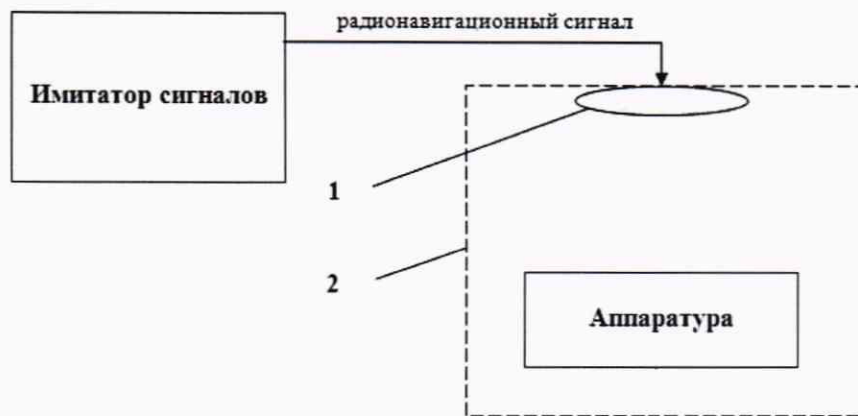 радионавигационный сигнал
Имитатор сигналов
1
2
Аппаратура